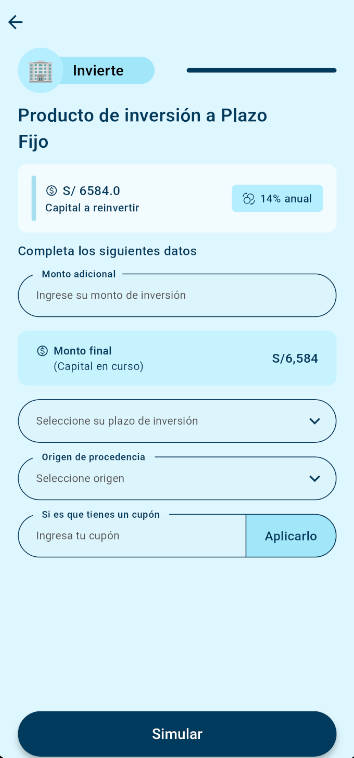 Invierte
Producto de inversión a Plazo
Fijo
S/ 6584.0
Capital a reinvertir
14% anual
Completa los siguientes datos
Monto adicional
Ingrese su monto de inversión
Monto final
(Capital en curso)
S/6,584
Seleccione su plazo de inversión
Origen de procedencia
Seleccione origen
Si es que tienes un cupón
Ingresa tu cupón
Aplicarlo
Simular